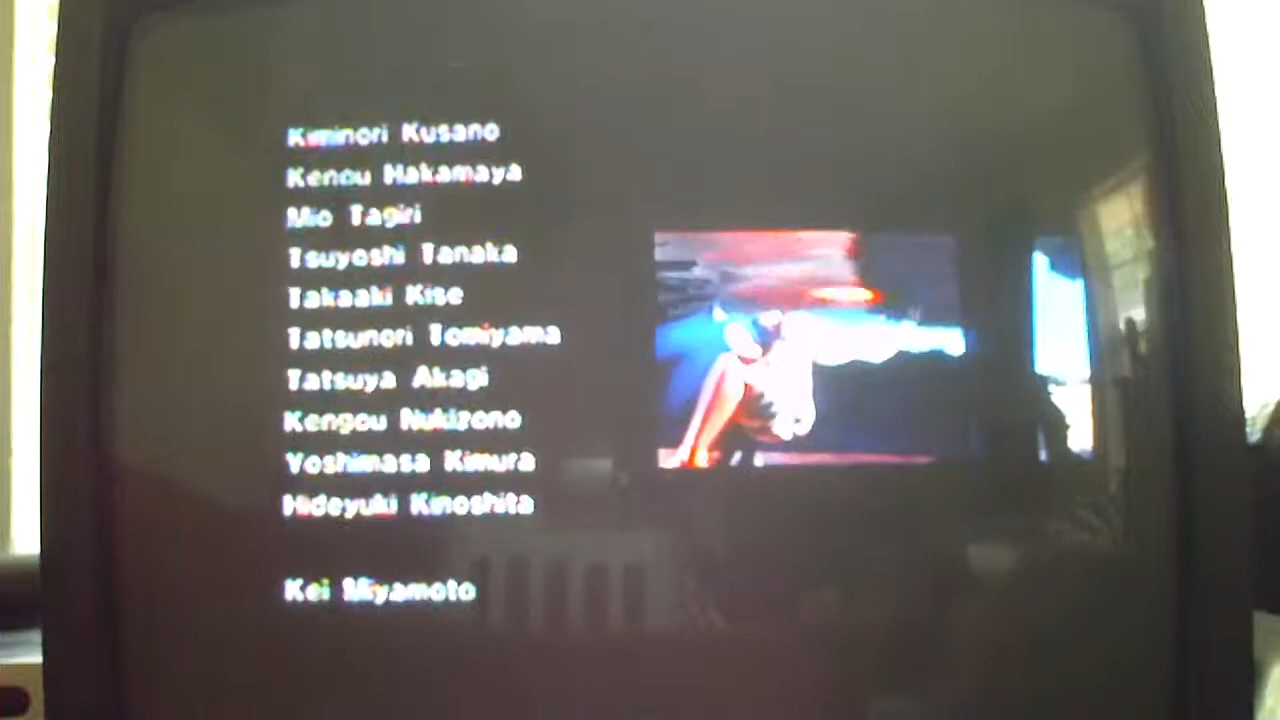 Kiminori Kusano
Kenou Hakamaya
Mio Tagiri
Tsuyoshi Tanaka
Takaaki Kise
Tatsunori Tomiyama
Tatsuya Akagi
Kengou Nukizono
Yoshimasa Kimura
Hideyuki Kinoshita
Kei Miyamoto